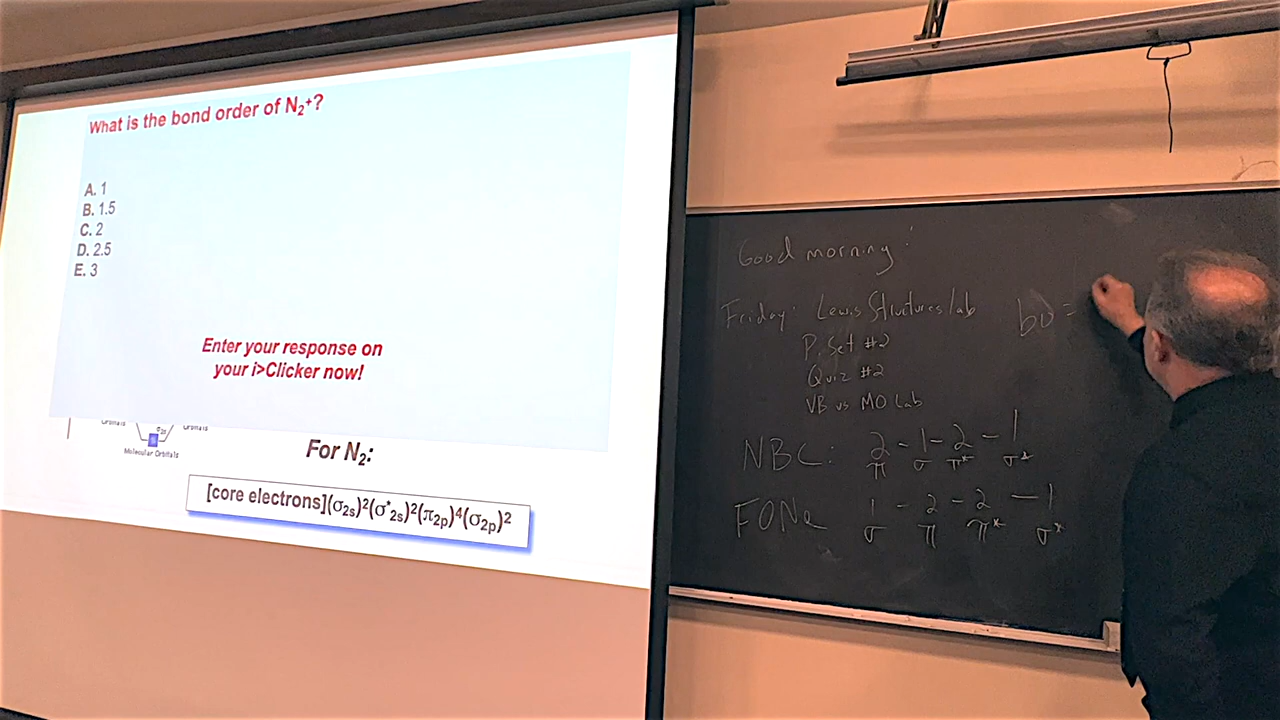 What is the bond order of N₂⁺?
A. 1
B. 1.5
C. 2
D. 2.5
E. 3
Enter your response on
your i>Clicker now!
σ₂ₛ
Molecular Orbitals
For N₂:
[core electrons](σ₂ₛ)²(σ*₂ₛ)²(π₂ₚ)⁴(σ₂ₚ)²
Good morning!
Friday: Lewis Structures lab
P. Set #2
Quiz #2
VB vs MO Lab
bo =
NBC: 2 - 1 - 2 - 1
π σ π* σ*
FONe 1 - 2 - 2 - 1
σ π π* σ*